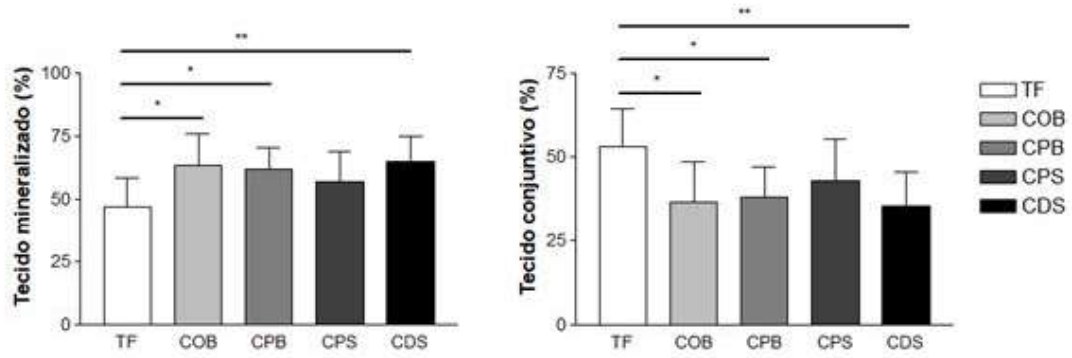 **
*
*
Tecido mineralizado (%)
100
75
50
25
0
TF COB CPB CPS CDS
**
*
*
Tecido conjuntivo (%)
75
50
25
0
TF COB CPB CPS CDS
TF
COB
CPB
CPS
CDS